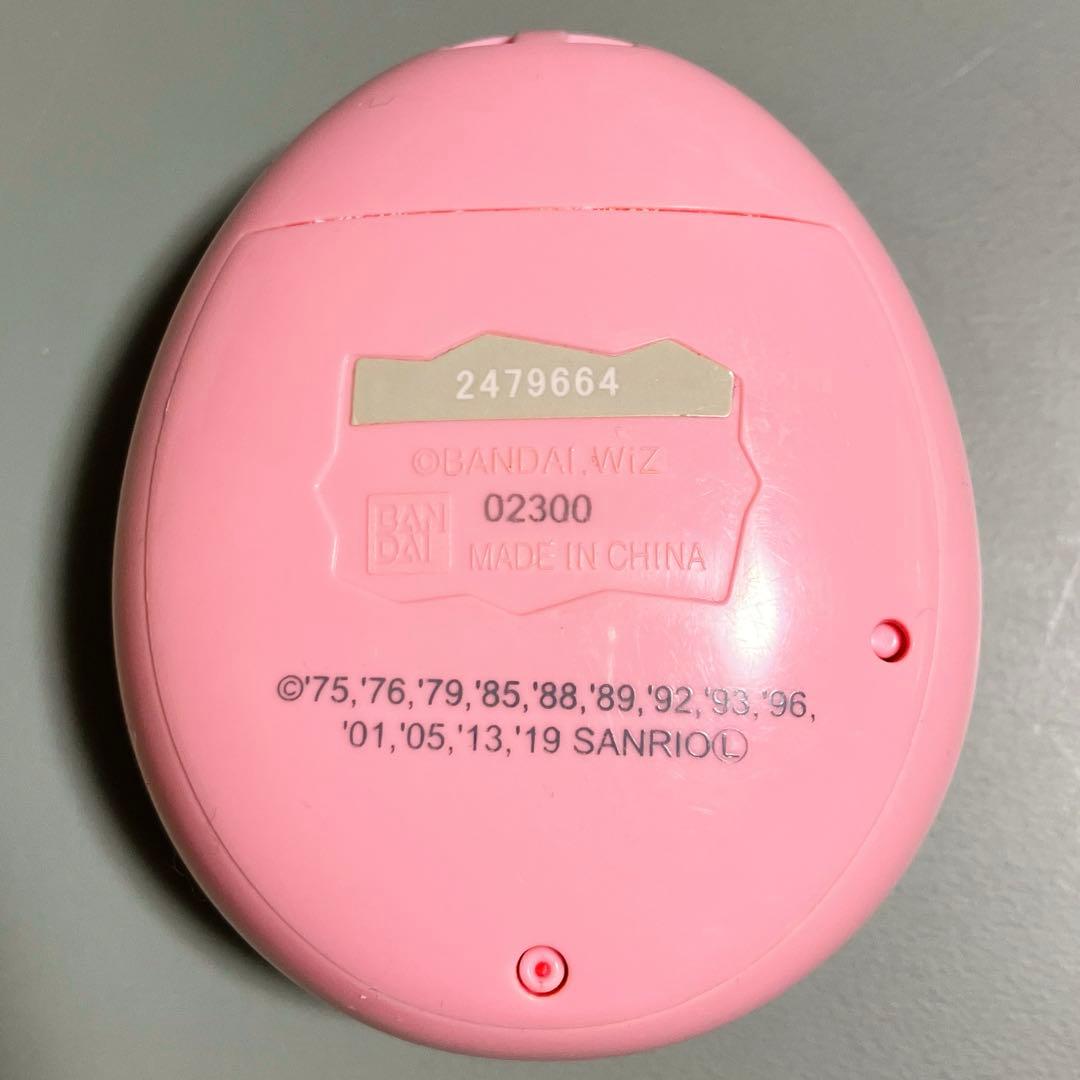 2479664
©BANDAI,WiZ
BAN
DAI
02300
MADE IN CHINA
©'75,'76,'79,'85,'88,'89,'92,'93,'96,
'01,'05,'13,'19 SANRIOⓁ